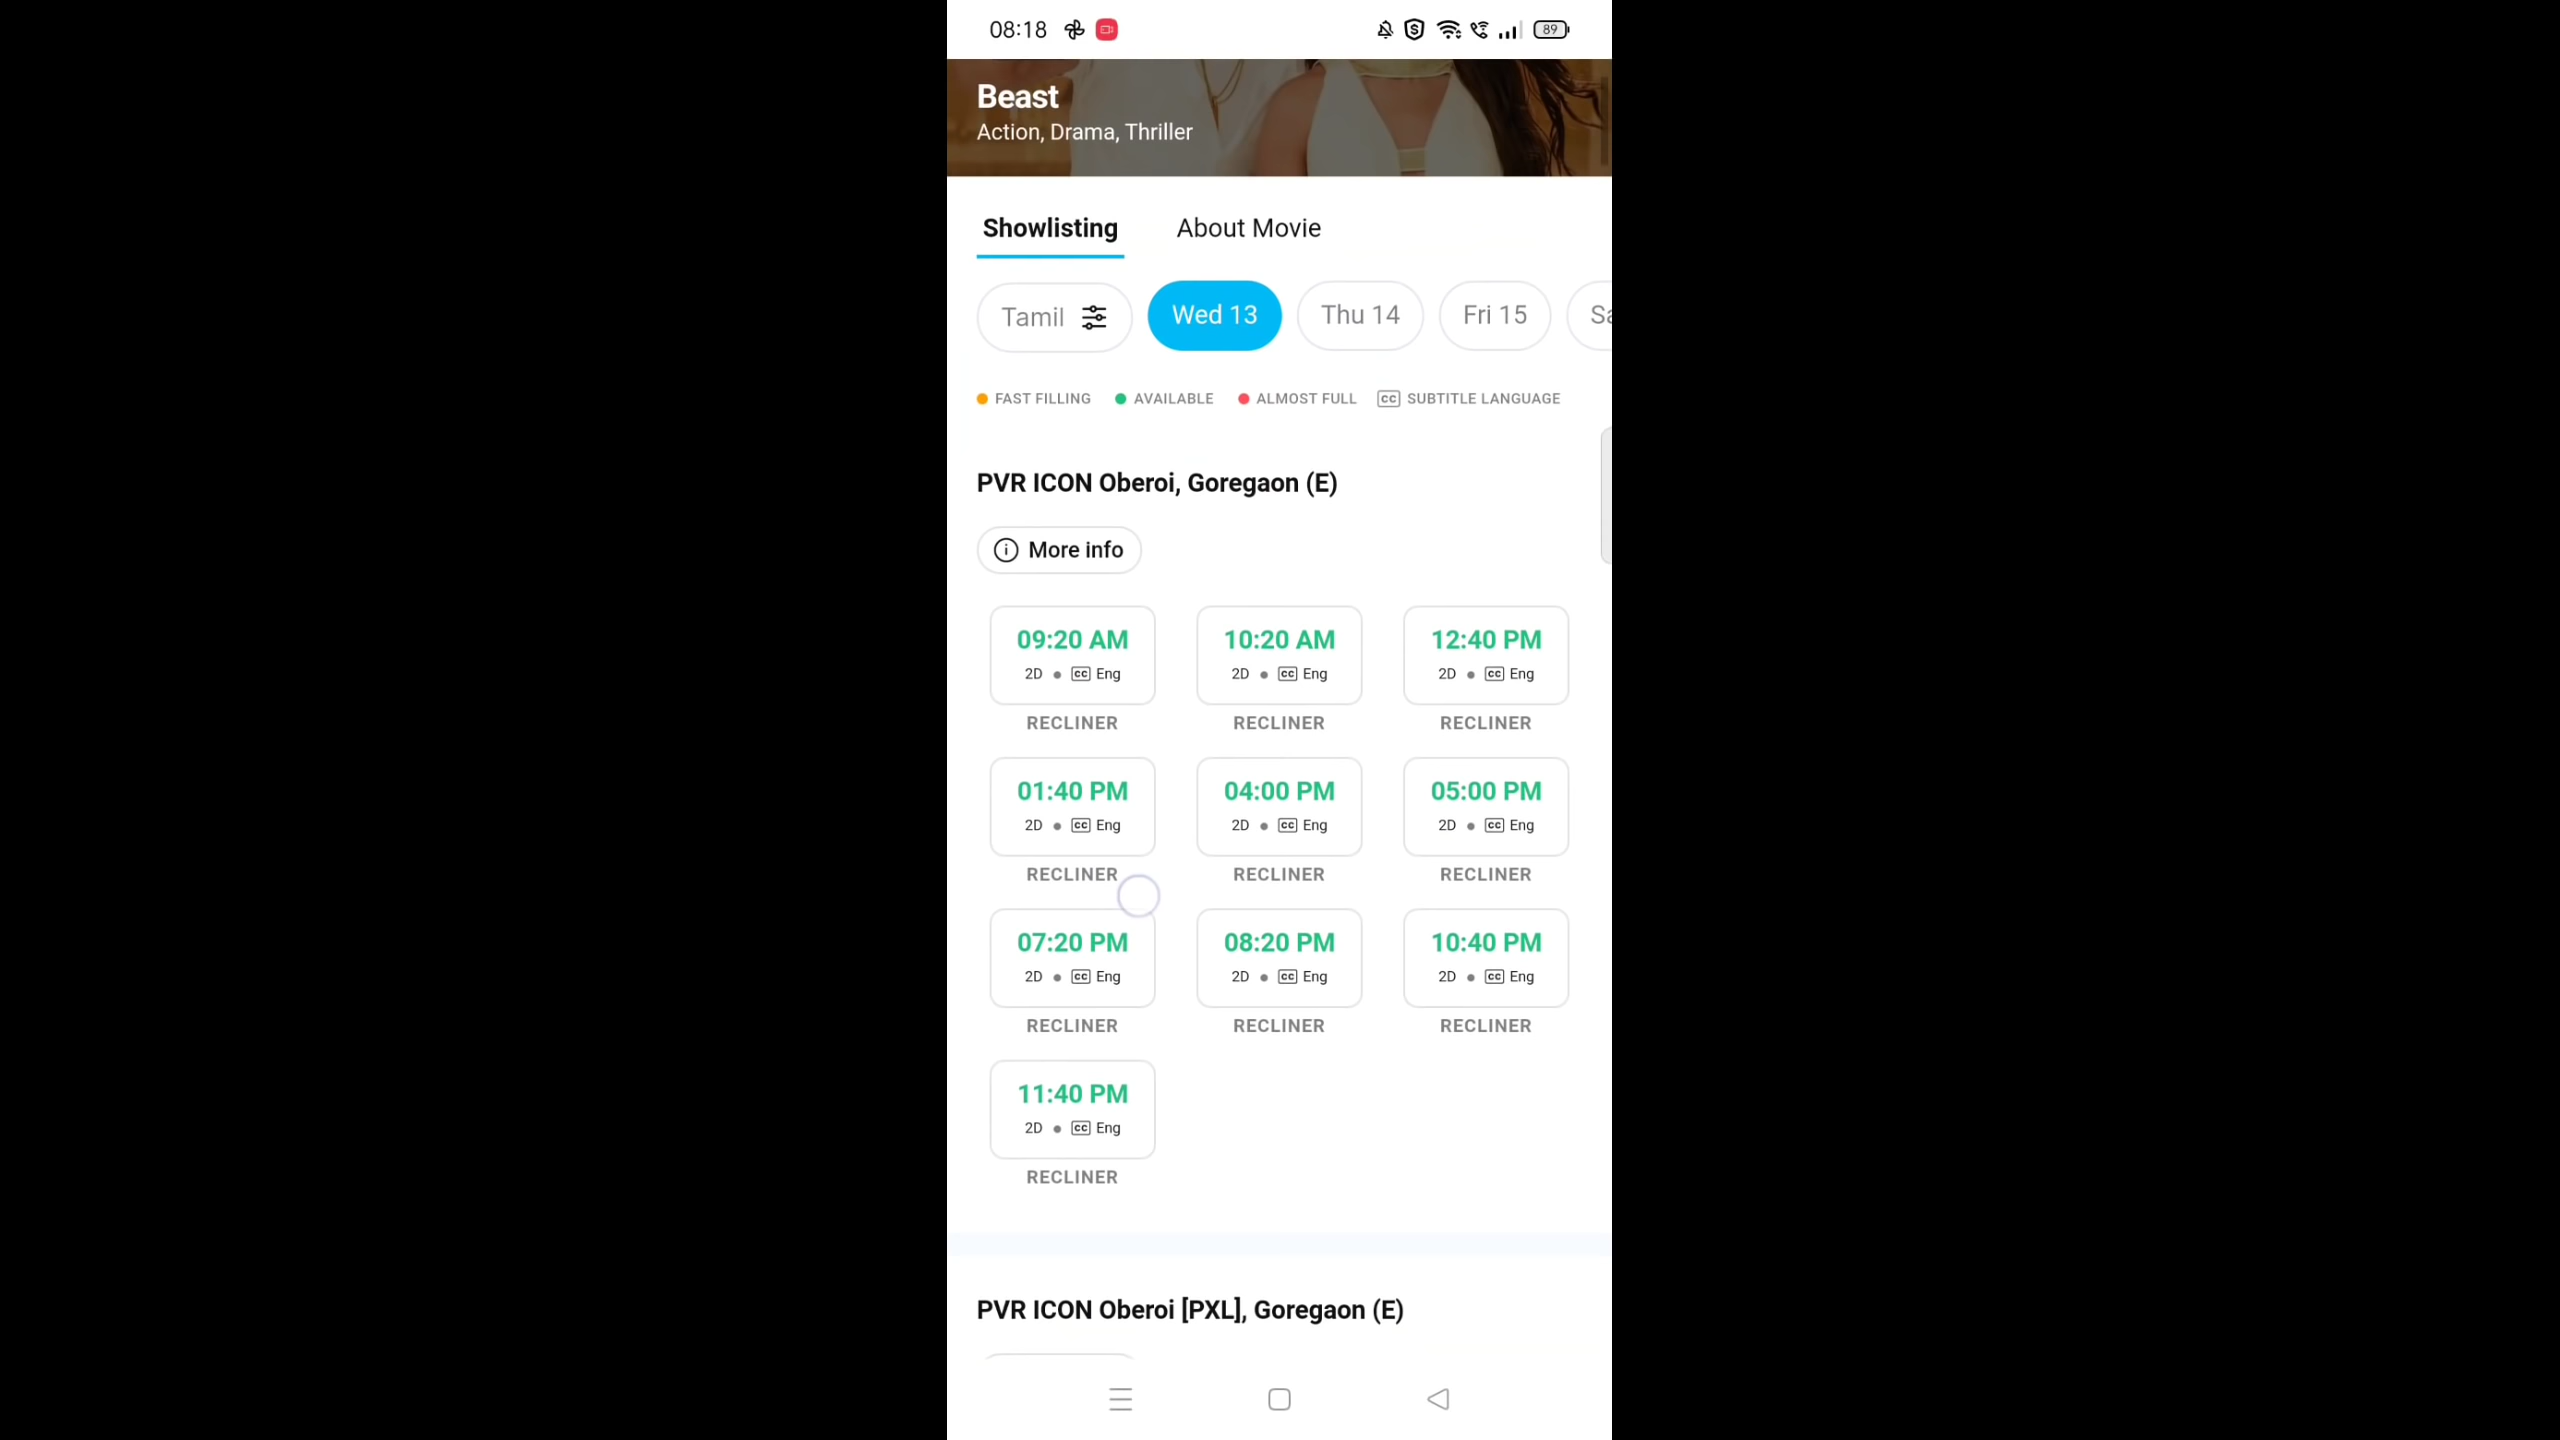 08:18 89
Beast
Action, Drama, Thriller
Showlisting About Movie
Tamil Wed 13 Thu 14 Fri 15 Sa
FAST FILLING AVAILABLE ALMOST FULL CC SUBTITLE LANGUAGE
PVR ICON Oberoi, Goregaon (E)
More info
09:20 AM 10:20 AM 12:40 PM
2D • CC Eng 2D • CC Eng 2D • CC Eng
RECLINER RECLINER RECLINER
01:40 PM 04:00 PM 05:00 PM
2D • CC Eng 2D • CC Eng 2D • CC Eng
RECLINER RECLINER RECLINER
07:20 PM 08:20 PM 10:40 PM
2D • CC Eng 2D • CC Eng 2D • CC Eng
RECLINER RECLINER RECLINER
11:40 PM
2D • CC Eng
RECLINER
PVR ICON Oberoi [PXL], Goregaon (E)